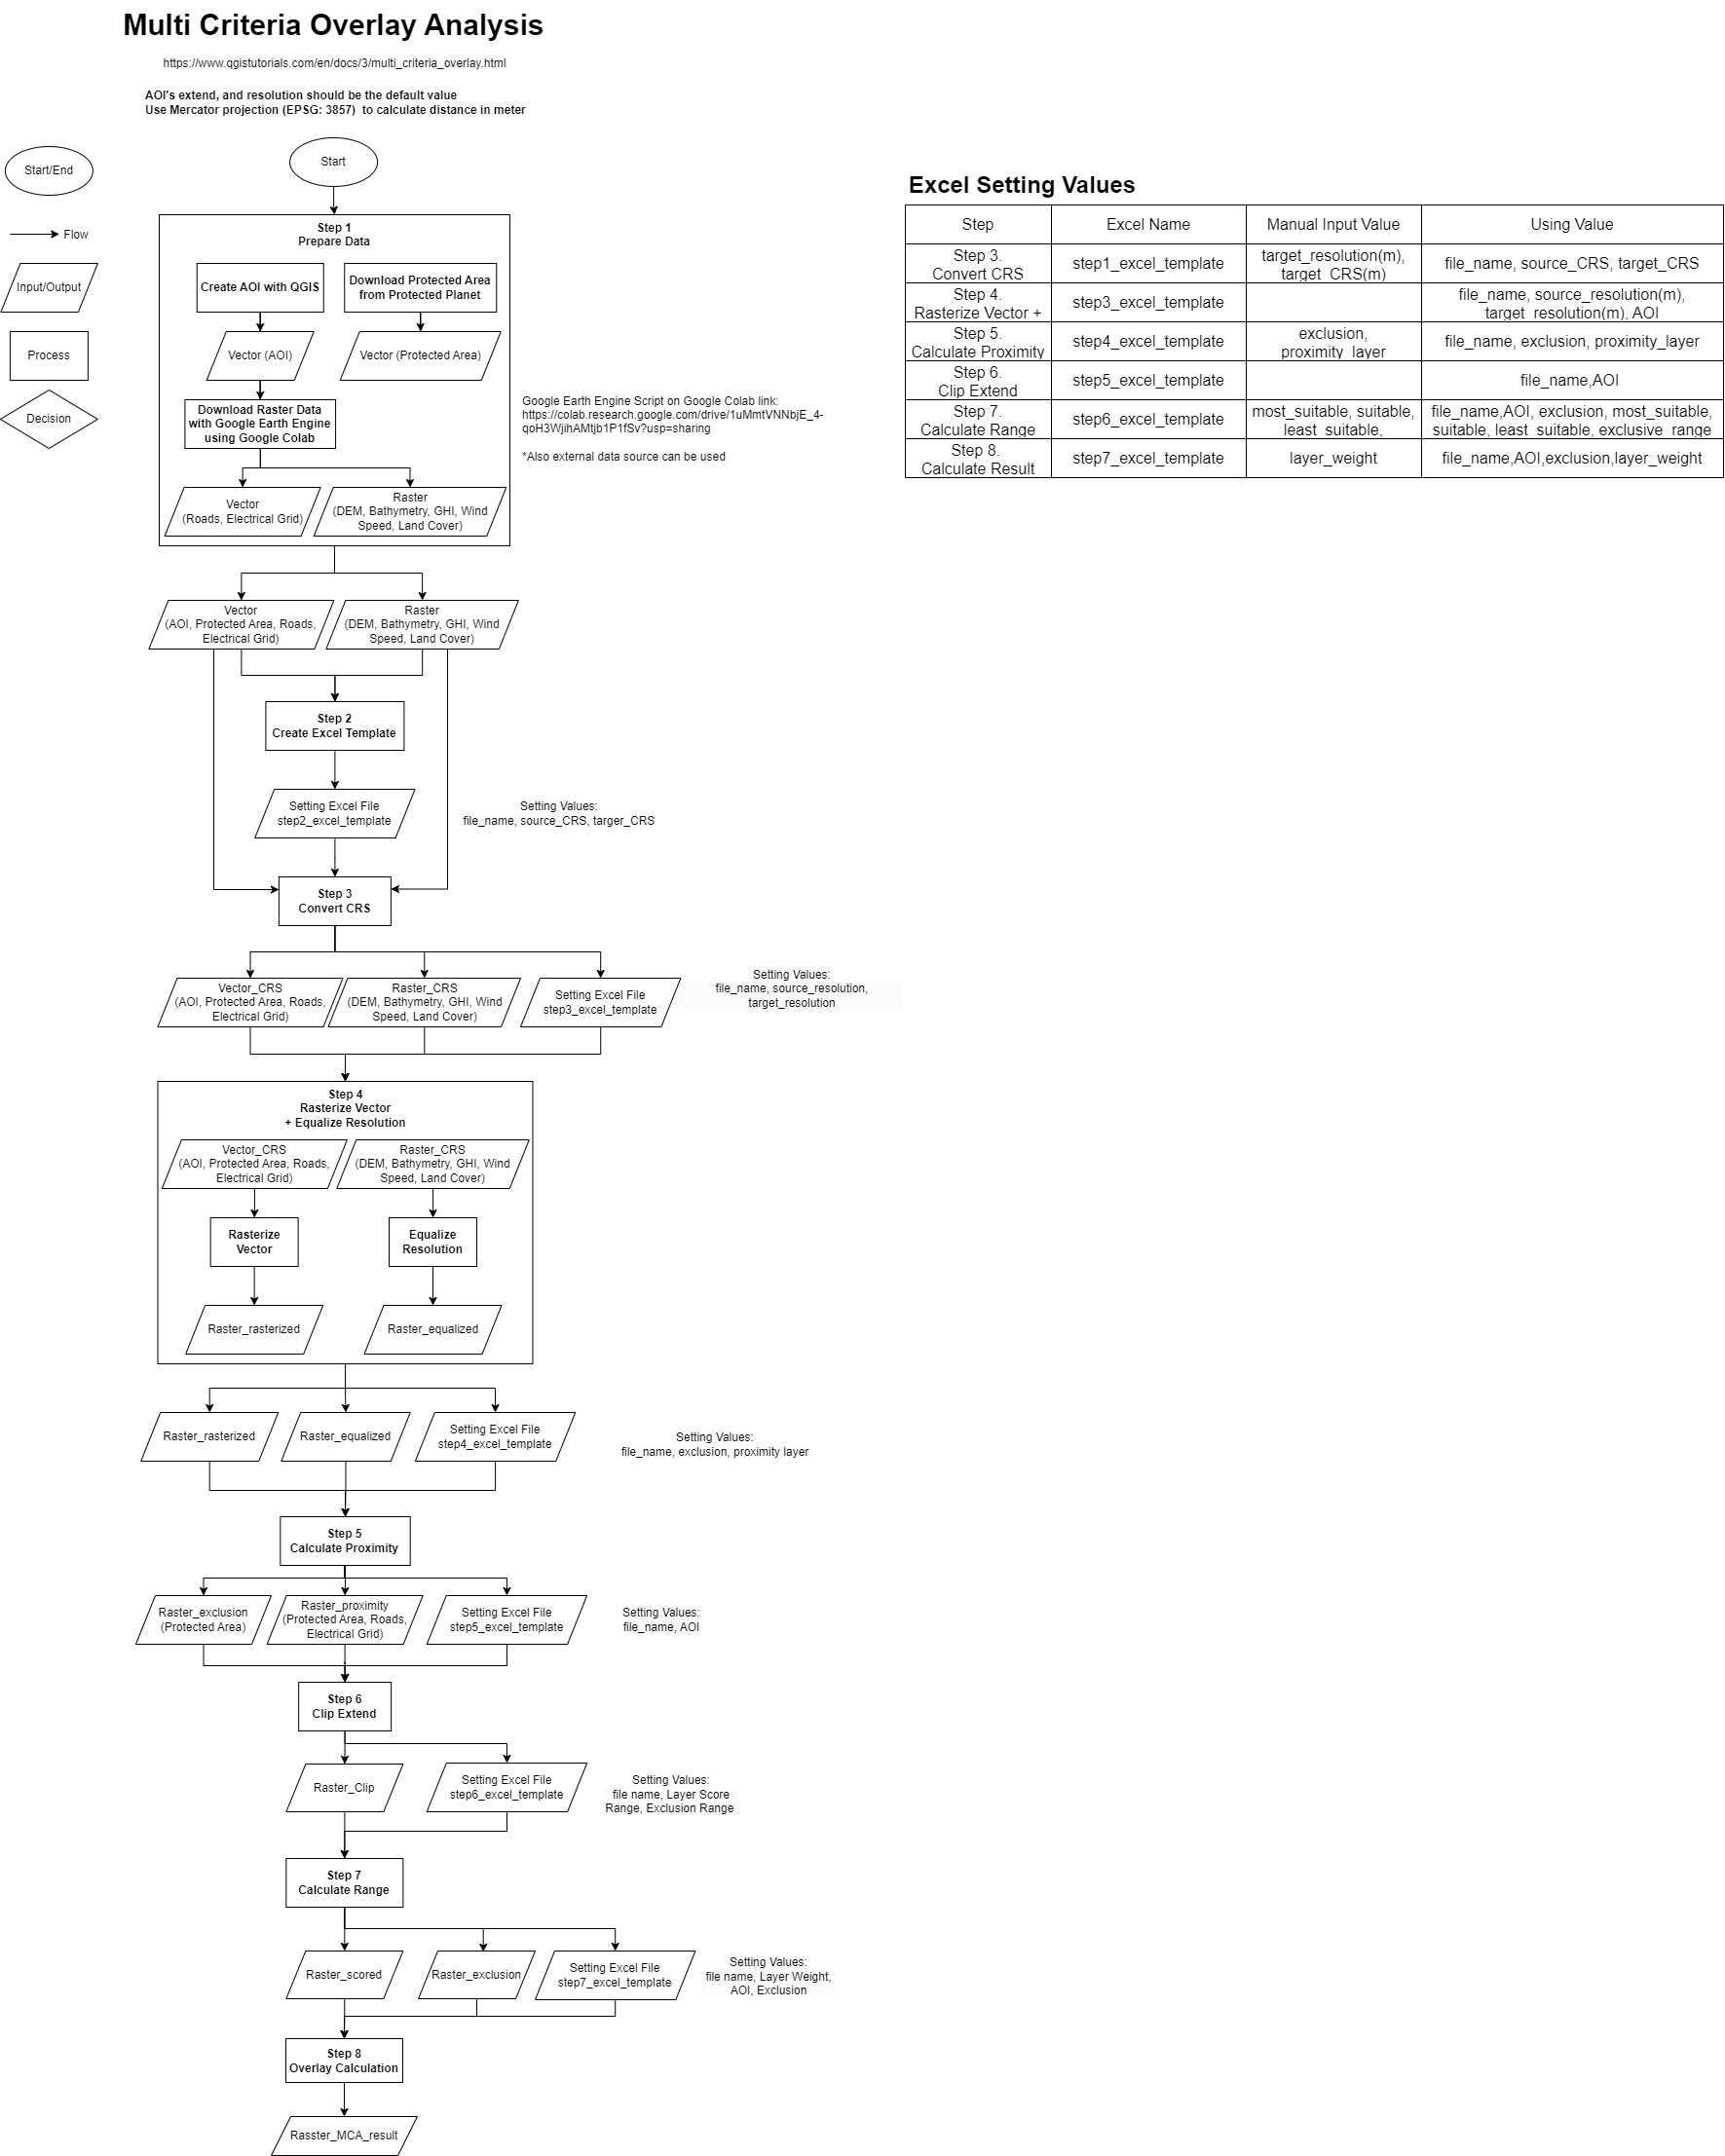 Multi Criteria Overlay Analysis
https://www.qgistutorials.com/en/docs/3/multi_criteria_overlay.html
AOI's extend, and resolution should be the default value
Use Mercator projection (EPSG: 3857)  to calculate distance in meter
Start/End
Flow
Input/Output
Process
Decision
Start
Step 1
Prepare Data
Create AOI with QGIS
Download Protected Area
from Protected Planet
Vector (AOI)
Vector (Protected Area)
Download Raster Data
with Google Earth Engine
using Google Colab
Vector
(Roads, Electrical Grid)
Raster
(DEM, Bathymetry, GHI, Wind
Speed, Land Cover)
Google Earth Engine Script on Google Colab link:
https://colab.research.google.com/drive/1uMmtVNNbjE_4-
qoH3WjihAMtjb1P1fSv?usp=sharing
*Also external data source can be used
Vector
(AOI, Protected Area, Roads,
Electrical Grid)
Raster
(DEM, Bathymetry, GHI, Wind
Speed, Land Cover)
Step 2
Create Excel Template
Setting Excel File
step2_excel_template
Setting Values:
file_name, source_CRS, targer_CRS
Step 3
Convert CRS
Vector_CRS
(AOI, Protected Area, Roads,
Electrical Grid)
Raster_CRS
(DEM, Bathymetry, GHI, Wind
Speed, Land Cover)
Setting Excel File
step3_excel_template
Setting Values:
file_name, source_resolution,
target_resolution
Step 4
Rasterize Vector
+ Equalize Resolution
Vector_CRS
(AOI, Protected Area, Roads,
Electrical Grid)
Raster_CRS
(DEM, Bathymetry, GHI, Wind
Speed, Land Cover)
Rasterize
Vector
Equalize
Resolution
Raster_rasterized
Raster_equalized
Raster_rasterized
Raster_equalized
Setting Excel File
step4_excel_template
Setting Values:
file_name, exclusion, proximity layer
Step 5
Calculate Proximity
Raster_exclusion
(Protected Area)
Raster_proximity
(Protected Area, Roads,
Electrical Grid)
Setting Excel File
step5_excel_template
Setting Values:
file_name, AOI
Step 6
Clip Extend
Raster_Clip
Setting Excel File
step6_excel_template
Setting Values:
file name, Layer Score
Range, Exclusion Range
Step 7
Calculate Range
Raster_scored
Raster_exclusion
Setting Excel File
step7_excel_template
Setting Values:
file name, Layer Weight,
AOI, Exclusion
Step 8
Overlay Calculation
Rasster_MCA_result
Excel Setting Values
Step
Excel Name
Manual Input Value
Using Value
Step 3.
Convert CRS
step1_excel_template
target_resolution(m),
target_CRS(m)
file_name, source_CRS, target_CRS
Step 4.
Rasterize Vector +
step3_excel_template
file_name, source_resolution(m),
target_resolution(m), AOI
Step 5.
Calculate Proximity
step4_excel_template
exclusion,
proximity_layer
file_name, exclusion, proximity_layer
Step 6.
Clip Extend
step5_excel_template
file_name,AOI
Step 7.
Calculate Range
step6_excel_template
most_suitable, suitable,
least_suitable,
file_name,AOI, exclusion, most_suitable,
suitable, least_suitable, exclusive_range
Step 8.
Calculate Result
step7_excel_template
layer_weight
file_name,AOI,exclusion,layer_weight